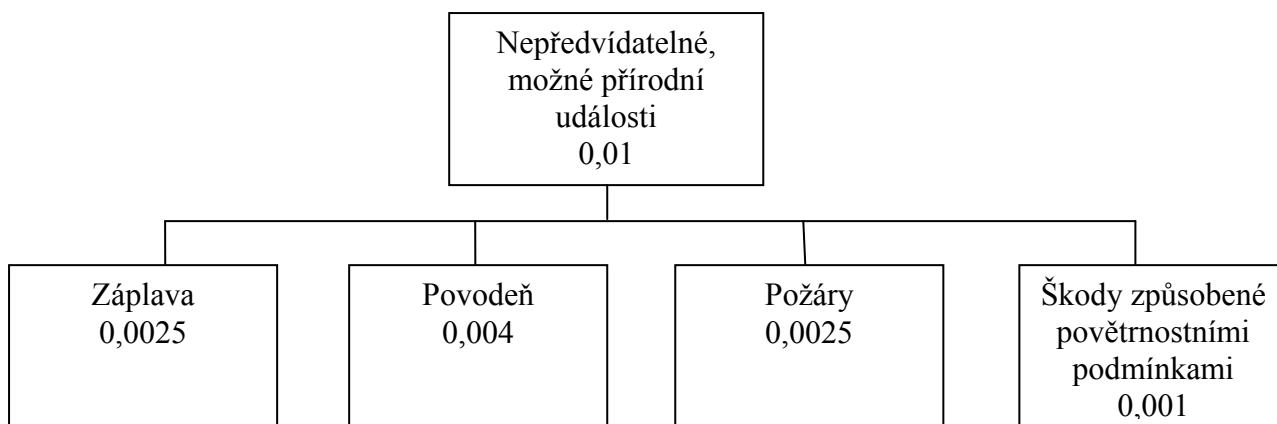 Nepředvídatelné,
možné přírodní
události
0,01
Záplava
0,0025
Povodeň
0,004
Požáry
0,0025
Škody způsobené
povětrnostními
podmínkami
0,001